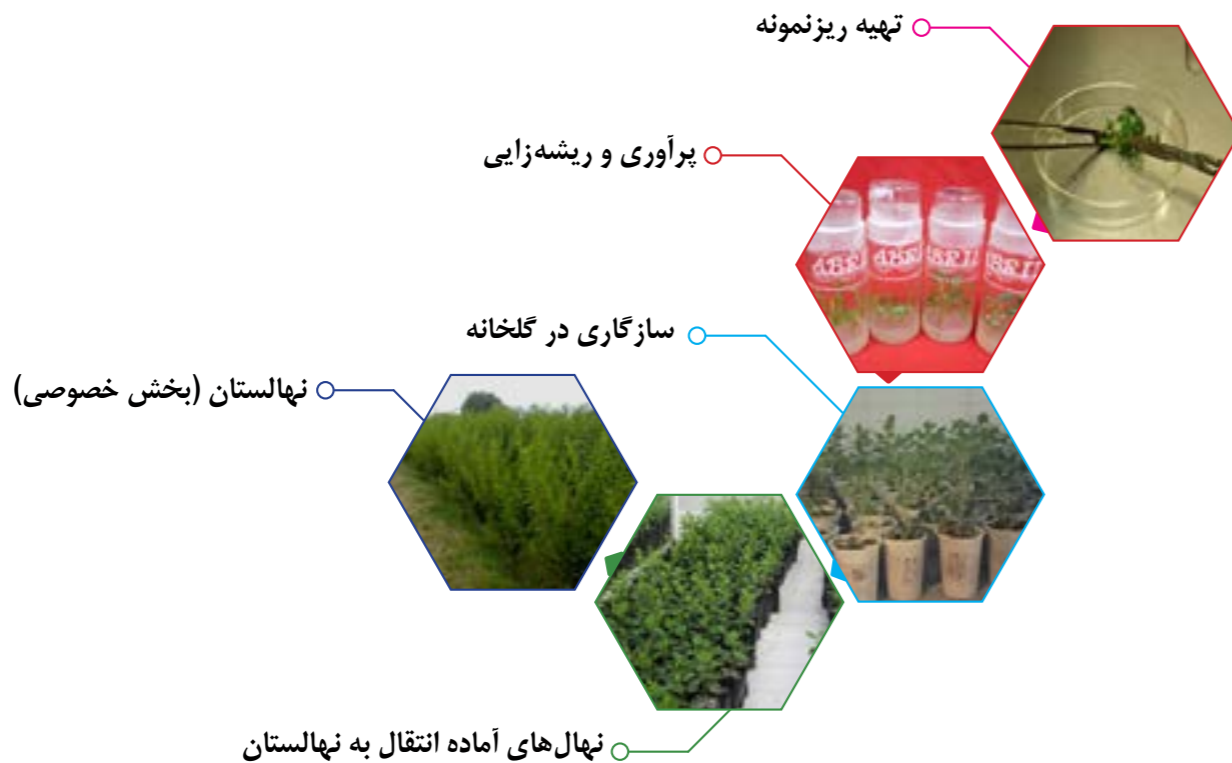 تهیه ریزنمونه
پرآوری و ریشه‌زایی
سازگاری در گلخانه
نهالستان (بخش خصوصی)
نهال‌های آماده انتقال به نهالستان